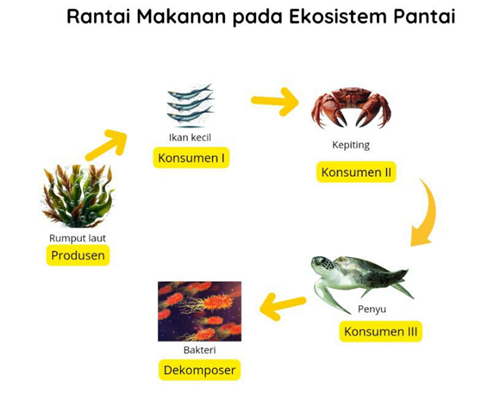 Rantai Makanan pada Ekosistem Pantai
Ikan kecil
Konsumen I
Kepiting
Konsumen II
Rumput laut
Produsen
Penyu
Konsumen III
Bakteri
Dekomposer